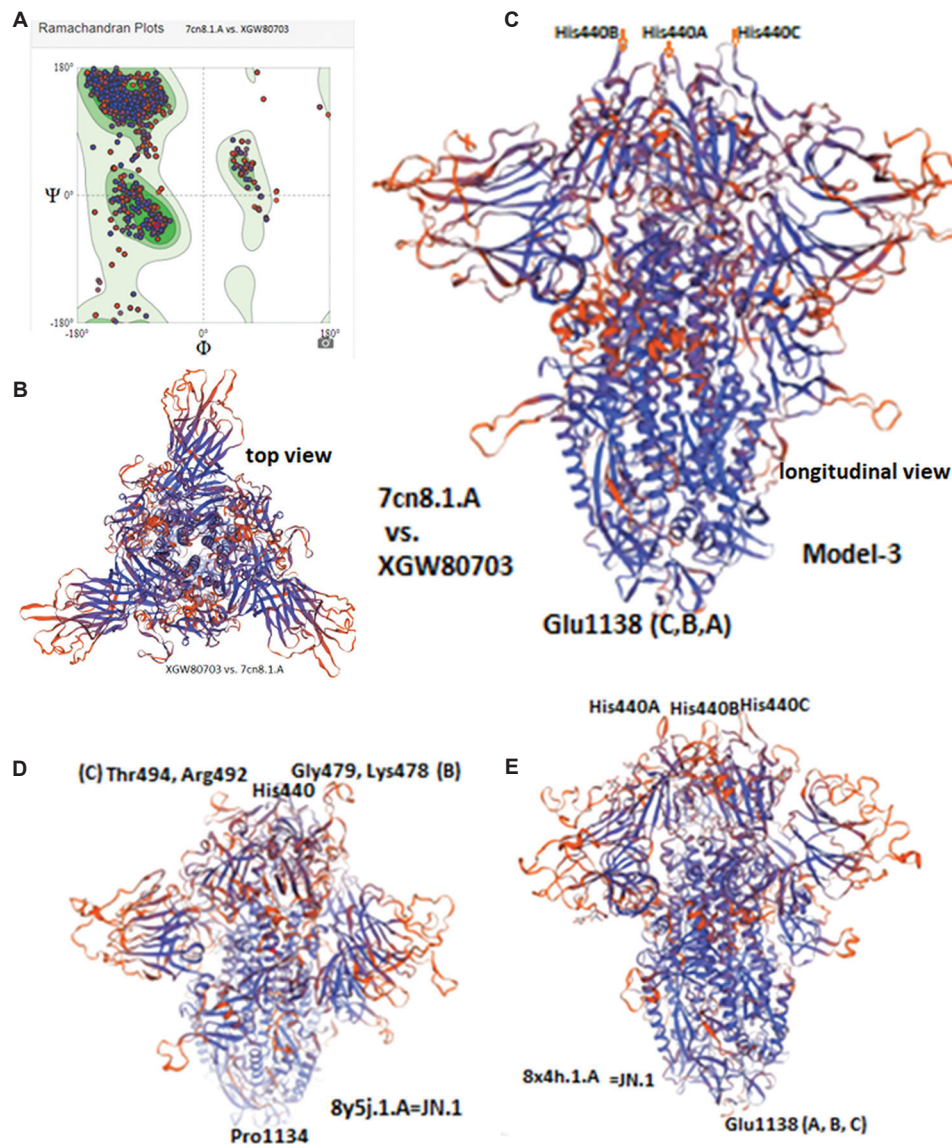 A
Ramachandran Plots 7cn8.1.A vs. XGW80703
180°
Ψ 0°
-180°
-180° 0° 180°
Φ
B
top view
XGW80703 vs. 7cn8.1.A
C
His440B His440A His440C
longitudinal view
7cn8.1.A
vs.
XGW80703
Model-3
Glu1138 (C,B,A)
D
(C) Thr494, Arg492 Gly479, Lys478 (B)
His440
8y5j.1.A=JN.1
Pro1134
E
His440A His440B His440C
8x4h.1.A =JN.1
Glu1138 (A, B, C)